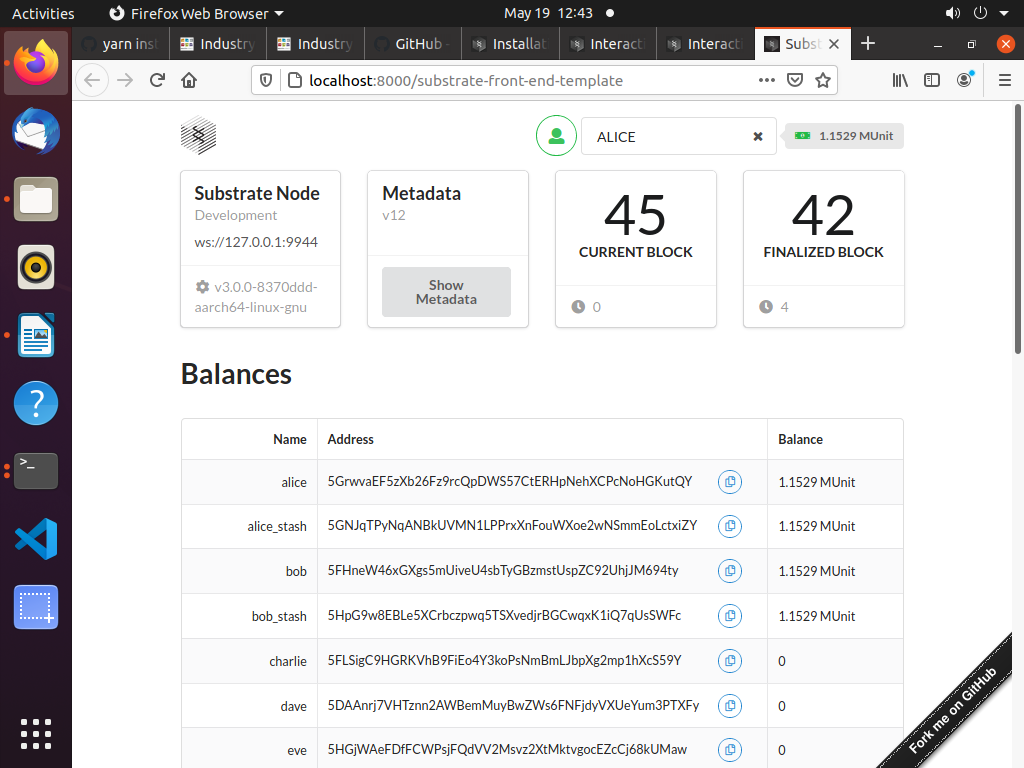 Activities
Firefox Web Browser
May 19 12:43
yarn inst
Industry
Industry
GitHub -
Installat
Interacti
Interacti
Subst
localhost:8000/substrate-front-end-template
ALICE
1.1529 MUnit
Substrate Node
Development
ws://127.0.0.1:9944
v3.0.0-8370ddd-
aarch64-linux-gnu
Metadata
v12
Show
Metadata
45
CURRENT BLOCK
0
42
FINALIZED BLOCK
4
Balances
Name Address Balance
alice 5GrwvaEF5zXb26Fz9rcQpDWS57CtERHpNehXCPcNoHGKutQY 1.1529 MUnit
alice_stash 5GNJqTPyNqANBkUVMN1LPPrxXnFouWXoe2wNSmmEoLctxiZY 1.1529 MUnit
bob 5FHneW46xGXgs5mUiveU4sbTyGBzmstUspZC92UhjJM694ty 1.1529 MUnit
bob_stash 5HpG9w8EBLe5XCrbczpwq5TSXvedjrBGCwqxK1iQ7qUsSWFc 1.1529 MUnit
charlie 5FLSigC9HGRKVhB9FiEo4Y3koPsNmBmLJbpXg2mp1hXcS59Y 0
dave 5DAAnrj7VHTznn2AWBemMuyBwZWs6FNFjdyVXUeYum3PTXFy 0
eve 5HGjWAeFDfFCWPsjFQdVV2Msvz2XtMktvgocEZcCj68kUMaw 0
Fork me on GitHub